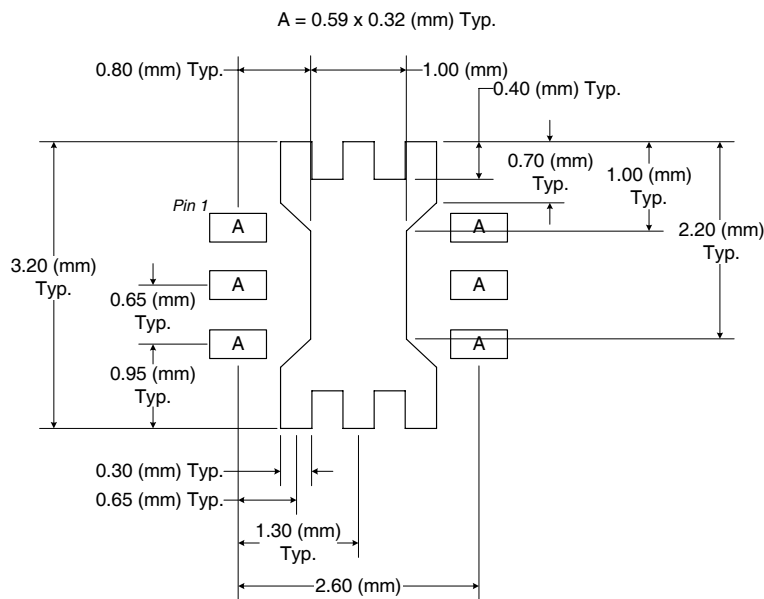 A = 0.59 x 0.32 (mm) Typ.
0.80 (mm) Typ.
1.00 (mm)
0.40 (mm) Typ.
0.70 (mm)
Typ.
1.00 (mm)
Typ.
2.20 (mm)
Typ.
Pin 1
A
A
3.20 (mm)
Typ.
0.65 (mm)
Typ.
A
A
A
A
0.95 (mm)
Typ.
0.30 (mm) Typ.
0.65 (mm) Typ.
1.30 (mm)
Typ.
2.60 (mm)